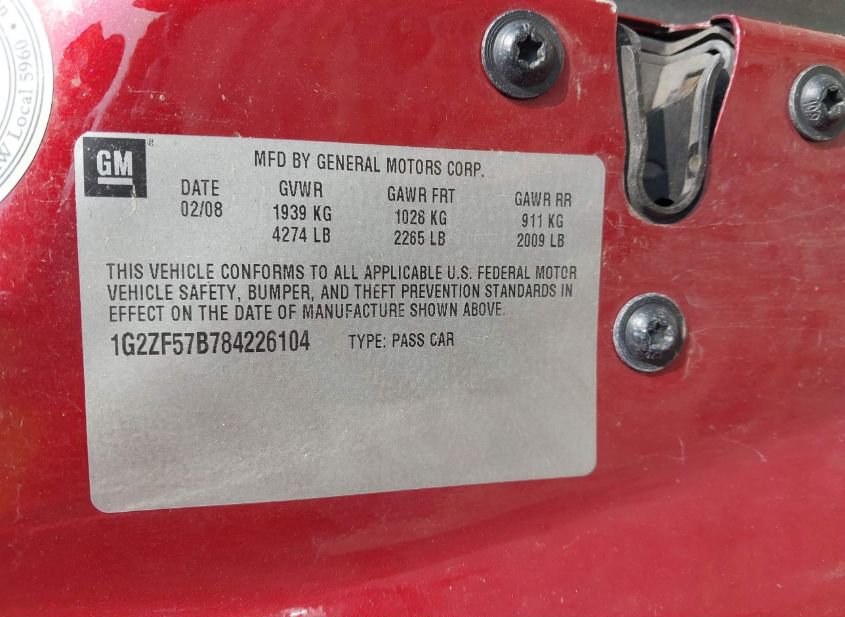 W Local 5960
GM
MFD BY GENERAL MOTORS CORP.
DATE GVWR GAWR FRT GAWR RR
02/08 1939 KG 1028 KG 911 KG
4274 LB 2265 LB 2009 LB
THIS VEHICLE CONFORMS TO ALL APPLICABLE U.S. FEDERAL MOTOR
VEHICLE SAFETY, BUMPER, AND THEFT PREVENTION STANDARDS IN
EFFECT ON THE DATE OF MANUFACTURE SHOWN ABOVE.
1G2ZF57B784226104 TYPE: PASS CAR